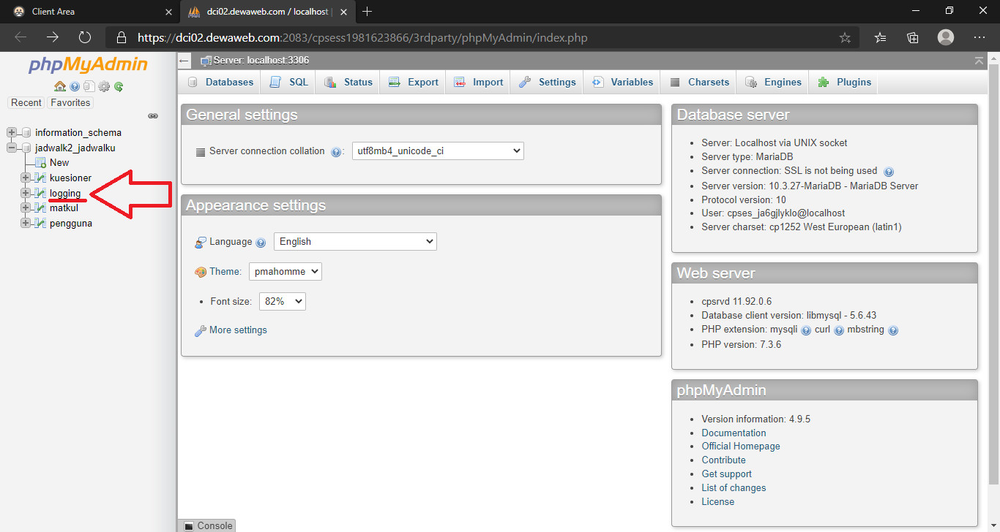 Client Area
dci02.dewaweb.com / localhost |
https://dci02.dewaweb.com:2083/cpsess1981623866/3rdparty/phpMyAdmin/index.php
phpMyAdmin
Recent Favorites
information_schema
jadwalk2_jadwalku
New
kuesioner
logging
matkul
pengguna
Server: localhost:3306
Databases SQL Status Export Import Settings Variables Charsets Engines Plugins
General settings
Server connection collation : utf8mb4_unicode_ci
Appearance settings
Language English
Theme: pmahomme
• Font size: 82%
More settings
Database server
• Server: Localhost via UNIX socket
• Server type: MariaDB
• Server connection: SSL is not being used
• Server version: 10.3.27-MariaDB - MariaDB Server
• Protocol version: 10
• User: cpses_ja6gjlyklo@localhost
• Server charset: cp1252 West European (latin1)
Web server
• cpsrvd 11.92.0.6
• Database client version: libmysql - 5.6.43
• PHP extension: mysqli curl mbstring
• PHP version: 7.3.6
phpMyAdmin
• Version information: 4.9.5
• Documentation
• Official Homepage
• Contribute
• Get support
• List of changes
• License
Console